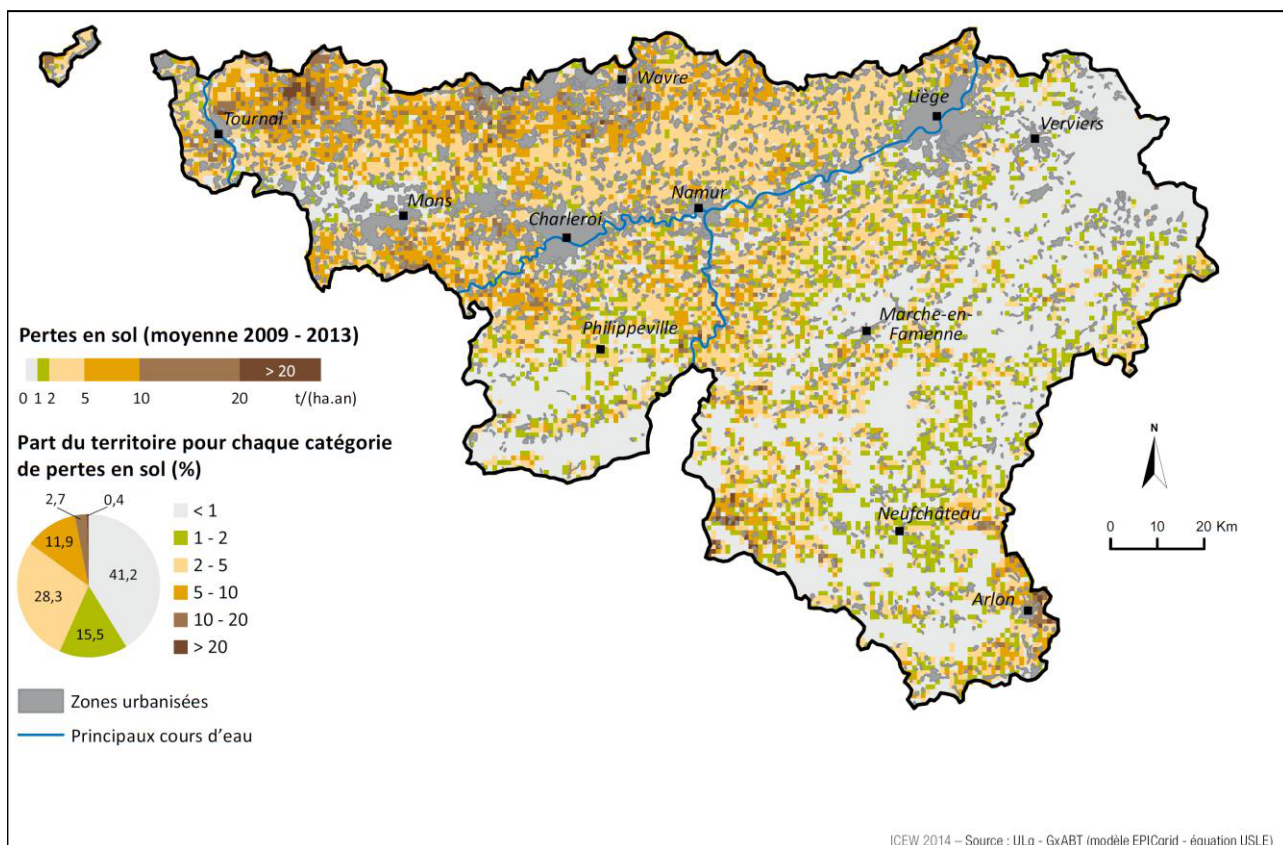 Wavre
Liège
Tournai
Verviers
Mons
Namur
Charleroi
Marche-en-
Famenne
Philippeville
Neufchâteau
Arlon
Pertes en sol (moyenne 2009 - 2013)
> 20
0 1 2 5 10 20 t/(ha.an)
Part du territoire pour chaque catégorie
de pertes en sol (%)
2,7 0,4
11,9
41,2
28,3
15,5
< 1
1 - 2
2 - 5
5 - 10
10 - 20
> 20
Zones urbanisées
Principaux cours d'eau
N
0 10 20 Km
ICEW 2014 – Source : ULg - GxABT (modèle EPICgrid - équation USLE)